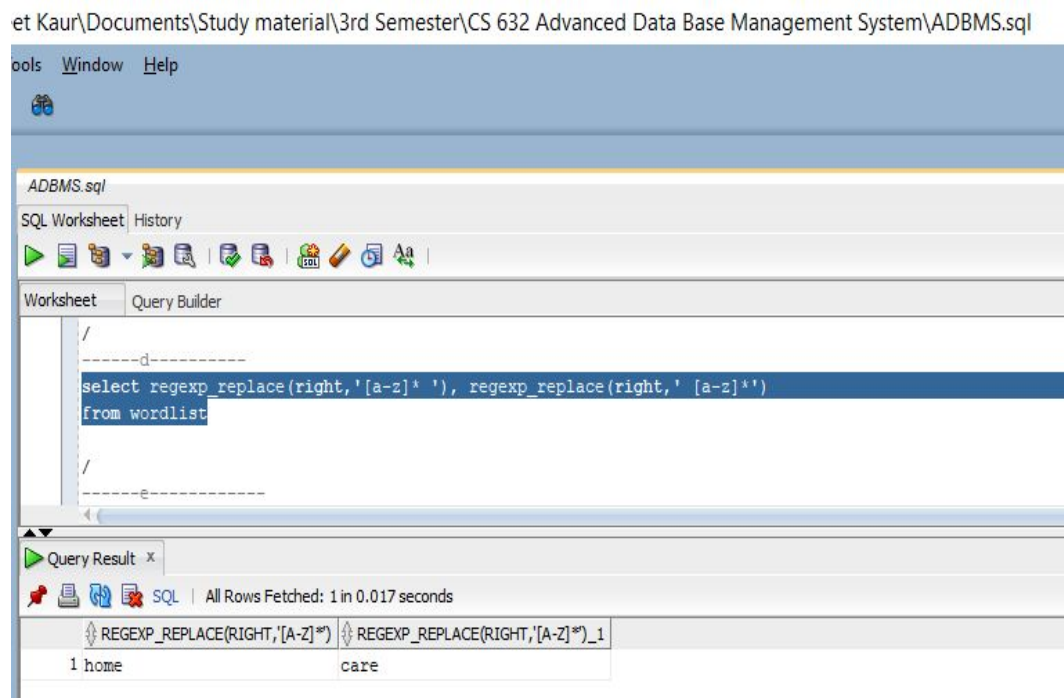 et Kaur\Documents\Study material\3rd Semester\CS 632 Advanced Data Base Management System\ADBMS.sql
ools Window Help
ADBMS.sql
SQL Worksheet History
SQL Aa
Worksheet Query Builder
/
------d----------
select regexp_replace(right,'[a-z]* '), regexp_replace(right,' [a-z]*')
from wordlist
/
------e------------
Query Result x
SQL | All Rows Fetched: 1 in 0.017 seconds
REGEXP_REPLACE(RIGHT,'[A-Z]*') REGEXP_REPLACE(RIGHT,'[A-Z]*')_1
1 home care